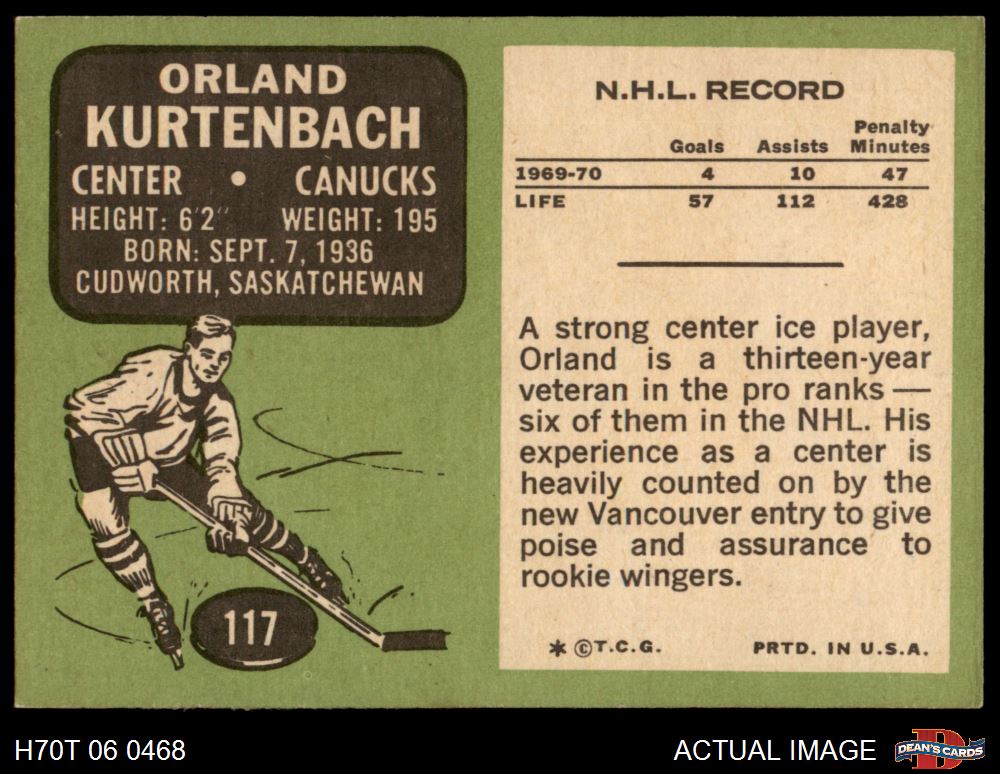 ORLAND
KURTENBACH
CENTER • CANUCKS
HEIGHT: 6'2" WEIGHT: 195
BORN: SEPT. 7, 1936
CUDWORTH, SASKATCHEWAN
117
N.H.L. RECORD
Goals Assists Penalty Minutes
1969-70 4 10 47
LIFE 57 112 428
A strong center ice player,
Orland is a thirteen-year
veteran in the pro ranks —
six of them in the NHL. His
experience as a center is
heavily counted on by the
new Vancouver entry to give
poise and assurance to
rookie wingers.
* © T.C.G. PRTD. IN U.S.A.
H70T 06 0468
ACTUAL IMAGE
DEAN'S CARDS